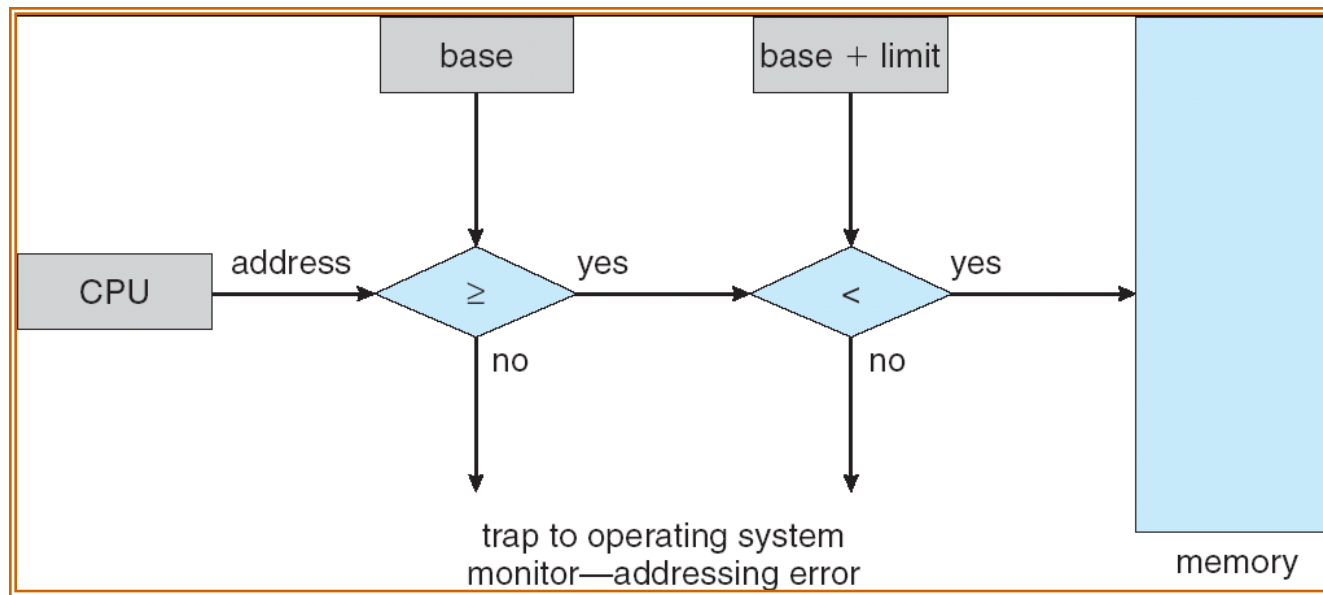 base
base + limit
CPU
address
≥
yes
<
yes
no
no
trap to operating system
monitor—addressing error
memory